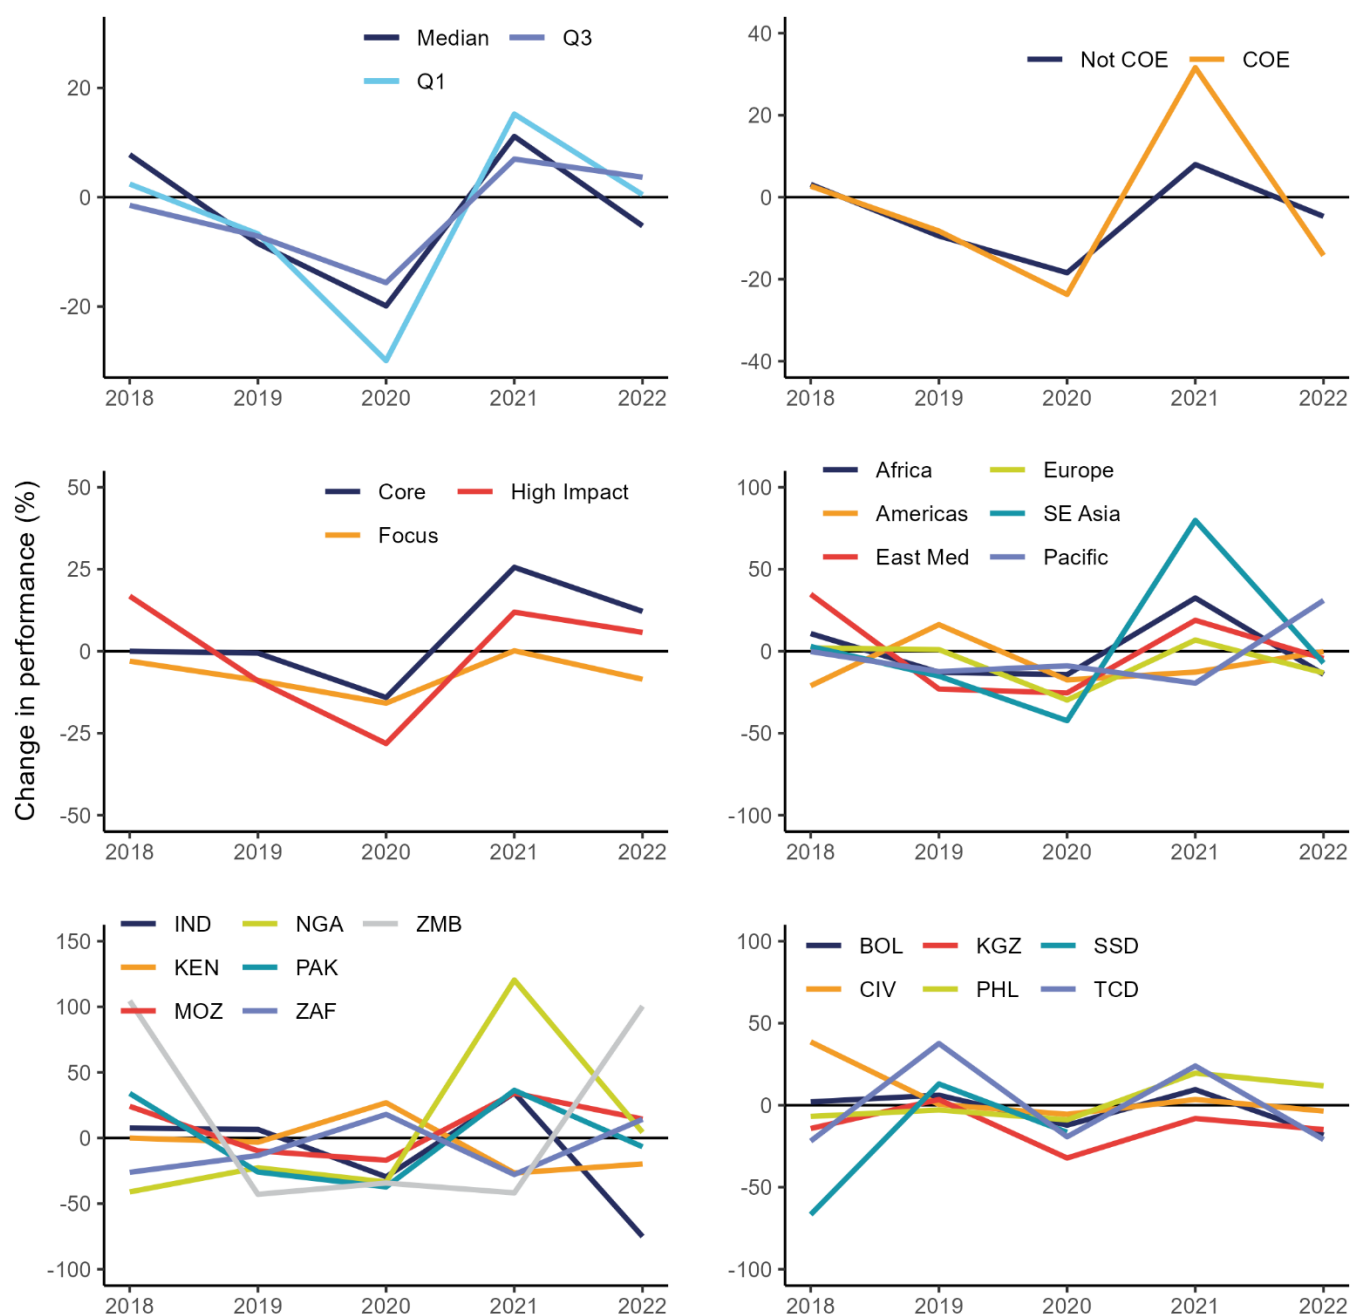 Change in performance (%)
Median Q3
Q1
20
0
-20
2018 2019 2020 2021 2022
Not COE COE
40
20
0
-20
-40
2018 2019 2020 2021 2022
Core High Impact
Focus
50
25
0
-25
-50
2018 2019 2020 2021 2022
Africa Europe
Americas SE Asia
East Med Pacific
100
50
0
-50
-100
2018 2019 2020 2021 2022
IND NGA ZMB
KEN PAK
MOZ ZAF
150
100
50
0
-50
-100
2018 2019 2020 2021 2022
BOL KGZ SSD
CIV PHL TCD
100
50
0
-50
-100
2018 2019 2020 2021 2022